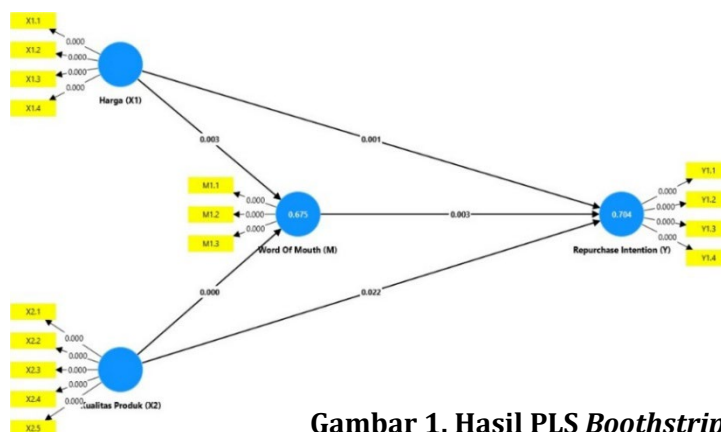 X1.1
0.000
X1.2
0.000
X1.3
0.000
X1.4
0.000
Harga (X1)
0.003
0.001
M1.1
0.000
M1.2
0.000
M1.3
0.000
0.675
Word Of Mouth (M)
0.003
0.704
Repurchase Intention (Y)
Y1.1
0.000
Y1.2
0.000
Y1.3
0.000
Y1.4
0.000
0.000
0.022
X2.1
0.000
X2.2
0.000
X2.3
0.000
X2.4
0.000
X2.5
0.000
Kualitas Produk (X2)
Gambar 1. Hasil PLS Boothstrip